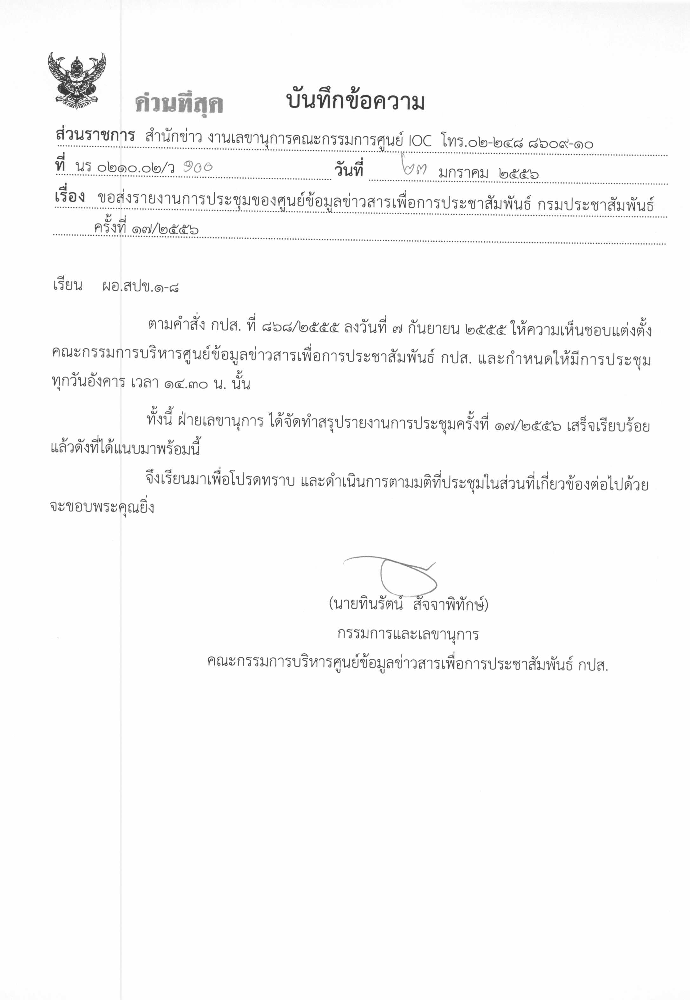 ด่วนที่สุด
บันทึกข้อความ
ส่วนราชการ สำนักข่าว งานเลขานุการคณะกรรมการศูนย์ IOC โทร.๐๒-๒๔๘ ๘๖๐๙-๑๐
ที่ นร ๐๒๑๐.๐๒/ว ๑๐๐ วันที่ ๒๓ มกราคม ๒๕๕๖
เรื่อง ขอส่งรายงานการประชุมของศูนย์ข้อมูลข่าวสารเพื่อการประชาสัมพันธ์ กรมประชาสัมพันธ์
ครั้งที่ ๑๗/๒๕๕๖
เรียน ผอ.สปข.๑-๘
ตามคำสั่ง กปส. ที่ ๘๖๘/๒๕๕๕ ลงวันที่ ๗ กันยายน ๒๕๕๕ ให้ความเห็นชอบแต่งตั้ง
คณะกรรมการบริหารศูนย์ข้อมูลข่าวสารเพื่อการประชาสัมพันธ์ กปส. และกำหนดให้มีการประชุม
ทุกวันอังคาร เวลา ๑๔.๓๐ น. นั้น
ทั้งนี้ ฝ่ายเลขานุการ ได้จัดทำสรุปรายงานการประชุมครั้งที่ ๑๗/๒๕๕๖ เสร็จเรียบร้อย
แล้วดังที่ได้แนบมาพร้อมนี้
จึงเรียนมาเพื่อโปรดทราบ และดำเนินการตามมติที่ประชุมในส่วนที่เกี่ยวข้องต่อไปด้วย
จะขอบพระคุณยิ่ง
(นายทินรัตน์ สัจจาพิทักษ์)
กรรมการและเลขานุการ
คณะกรรมการบริหารศูนย์ข้อมูลข่าวสารเพื่อการประชาสัมพันธ์ กปส.